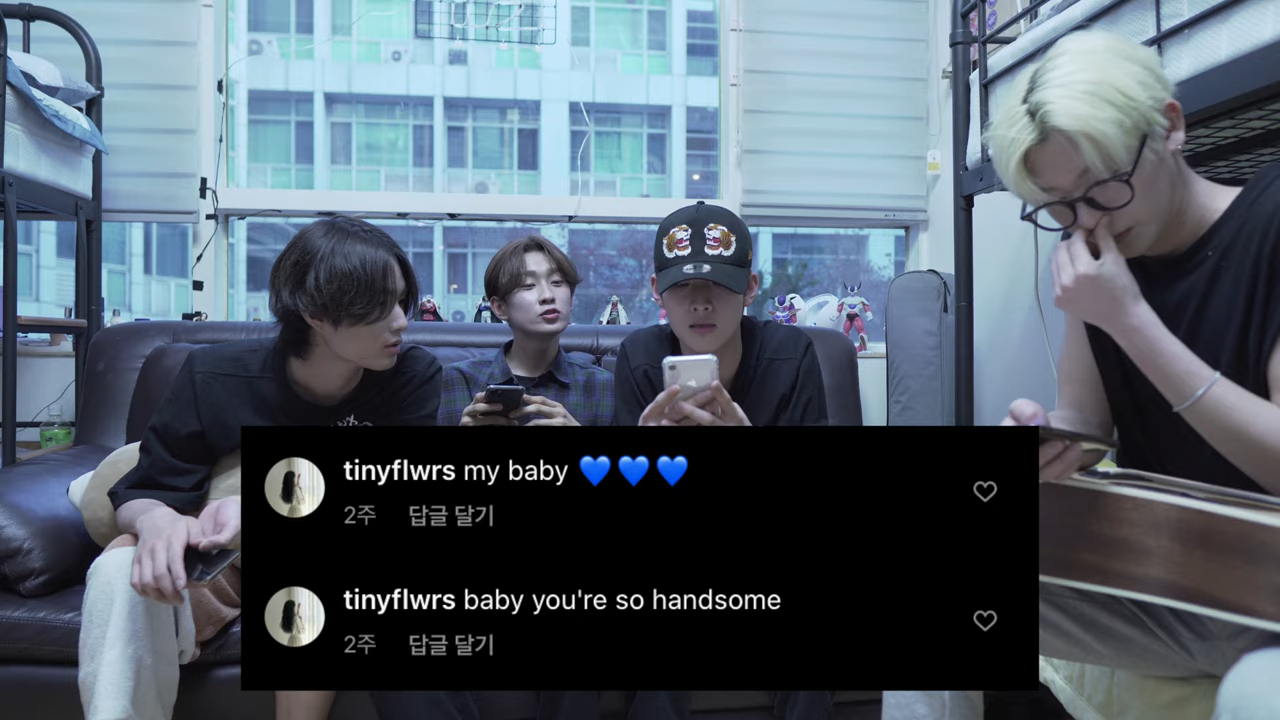 tinyflwrs my baby 💙💙💙
2주 답글 달기
tinyflwrs baby you're so handsome
2주 답글 달기